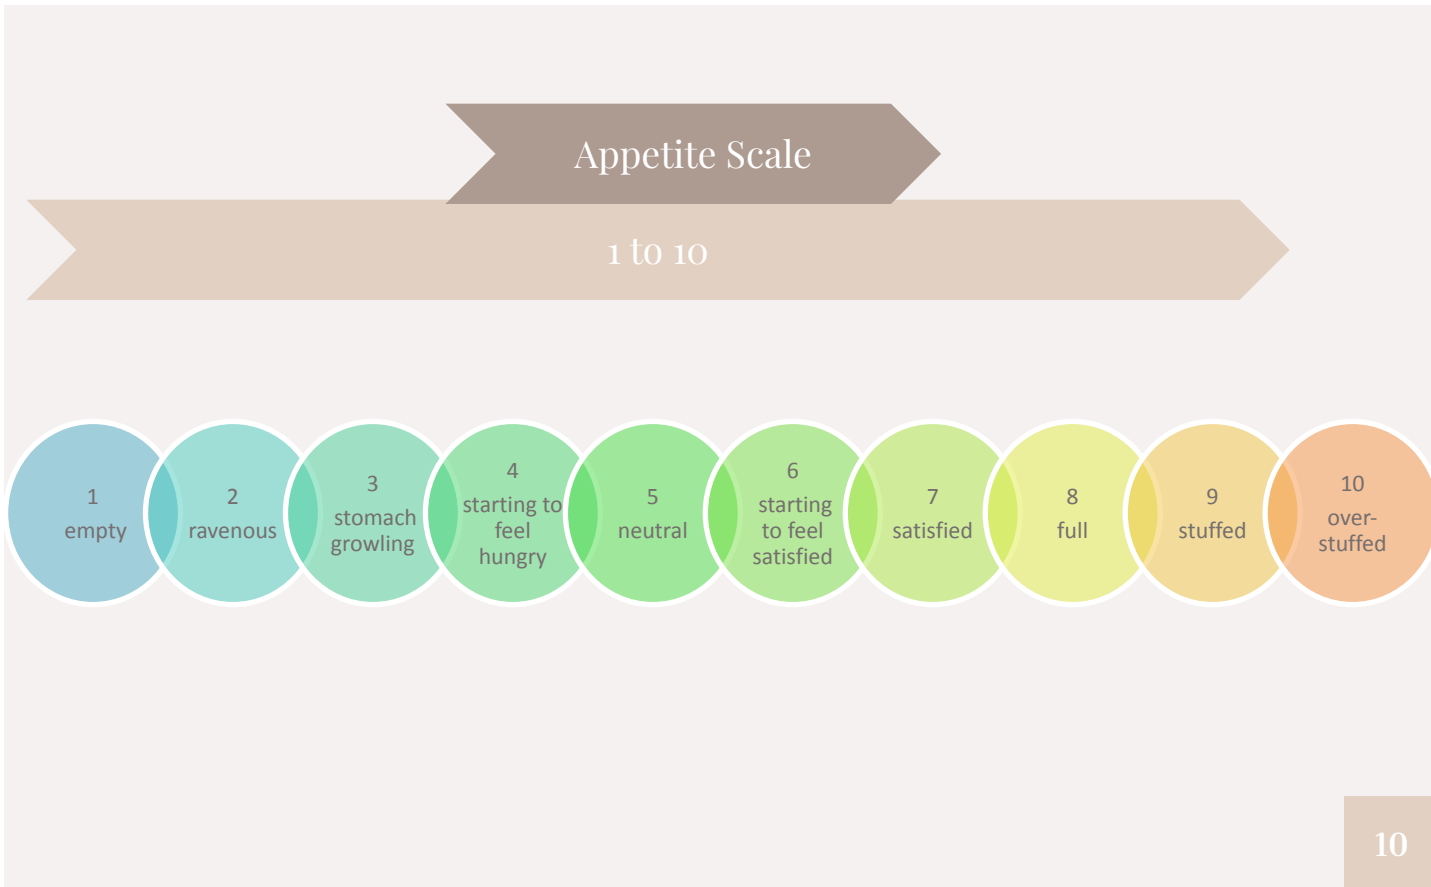 Appetite Scale
1 to 10
1
empty
2
ravenous
3
stomach
growling
4
starting to
feel
hungry
5
neutral
6
starting
to feel
satisfied
7
satisfied
8
full
9
stuffed
10
over-
stuffed
10